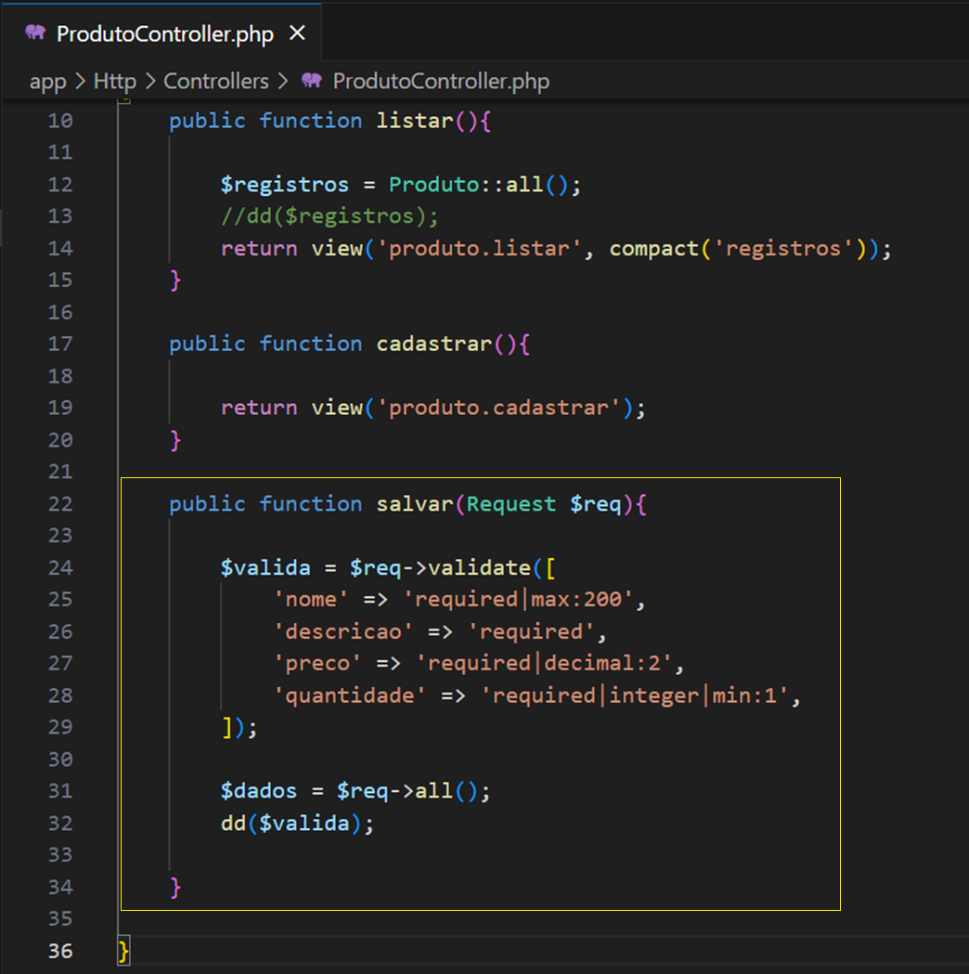 ProdutoController.php ×
app > Http > Controllers > ProdutoController.php
10 public function listar(){
11
12 $registros = Produto::all();
13 //dd($registros);
14 return view('produto.listar', compact('registros'));
15 }
16
17 public function cadastrar(){
18
19 return view('produto.cadastrar');
20 }
21
22 public function salvar(Request $req){
23
24 $valida = $req->validate([
25 'nome' => 'required|max:200',
26 'descricao' => 'required',
27 'preco' => 'required|decimal:2',
28 'quantidade' => 'required|integer|min:1',
29 ]);
30
31 $dados = $req->all();
32 dd($valida);
33
34 }
35
36 }